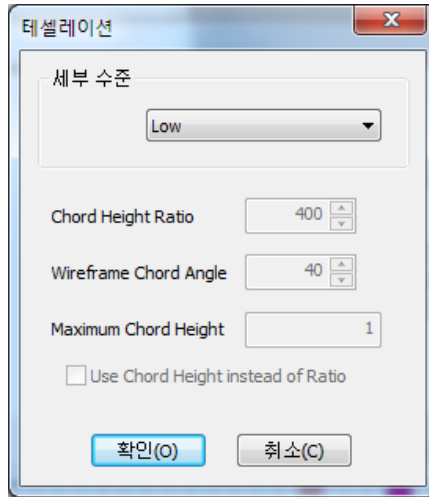 테셀레이션
세부 수준
Low
Chord Height Ratio 400
Wireframe Chord Angle 40
Maximum Chord Height 1
Use Chord Height instead of Ratio
확인(O) 취소(C)